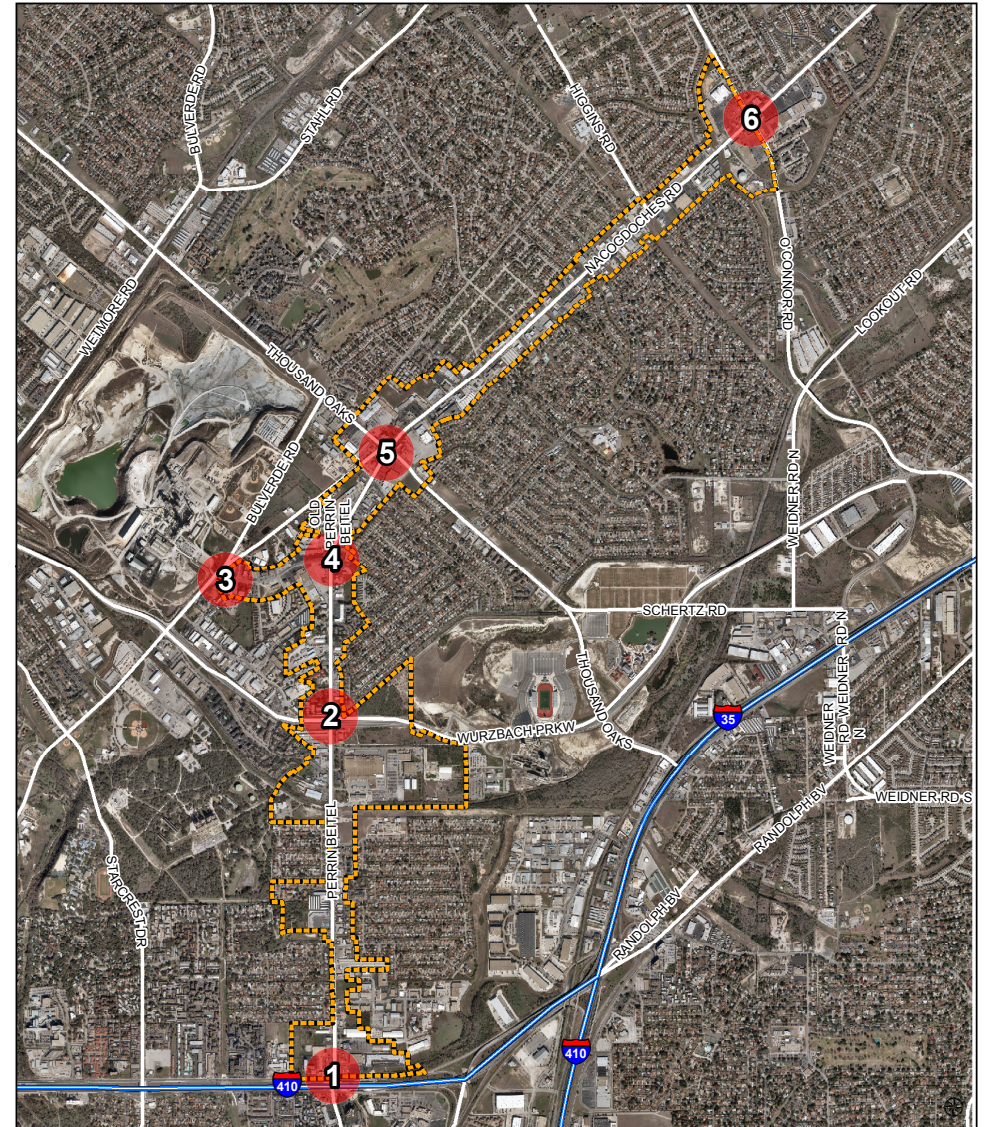 BULVERDE RD
STAHL RD
HIGGINS RD
6
NACOGDOCHES RD
O'CONNOR RD
LOOKOUT RD
WETMORE RD
THOUSAND OAKS
5
BULVERDE RD
OLD
PERRIN
BEITEL
WEIDNER RD N
4
3
SCHERTZ RD
WEIDNER RD N
WEIDNER
RD
N
THOUSAND OAKS
35
2
WURZBACH PRKW
WEIDNER RD S
RANDOLPH BV
PERRIN BEITEL
STARCREST DR
RANDOLPH BV
410
1
410